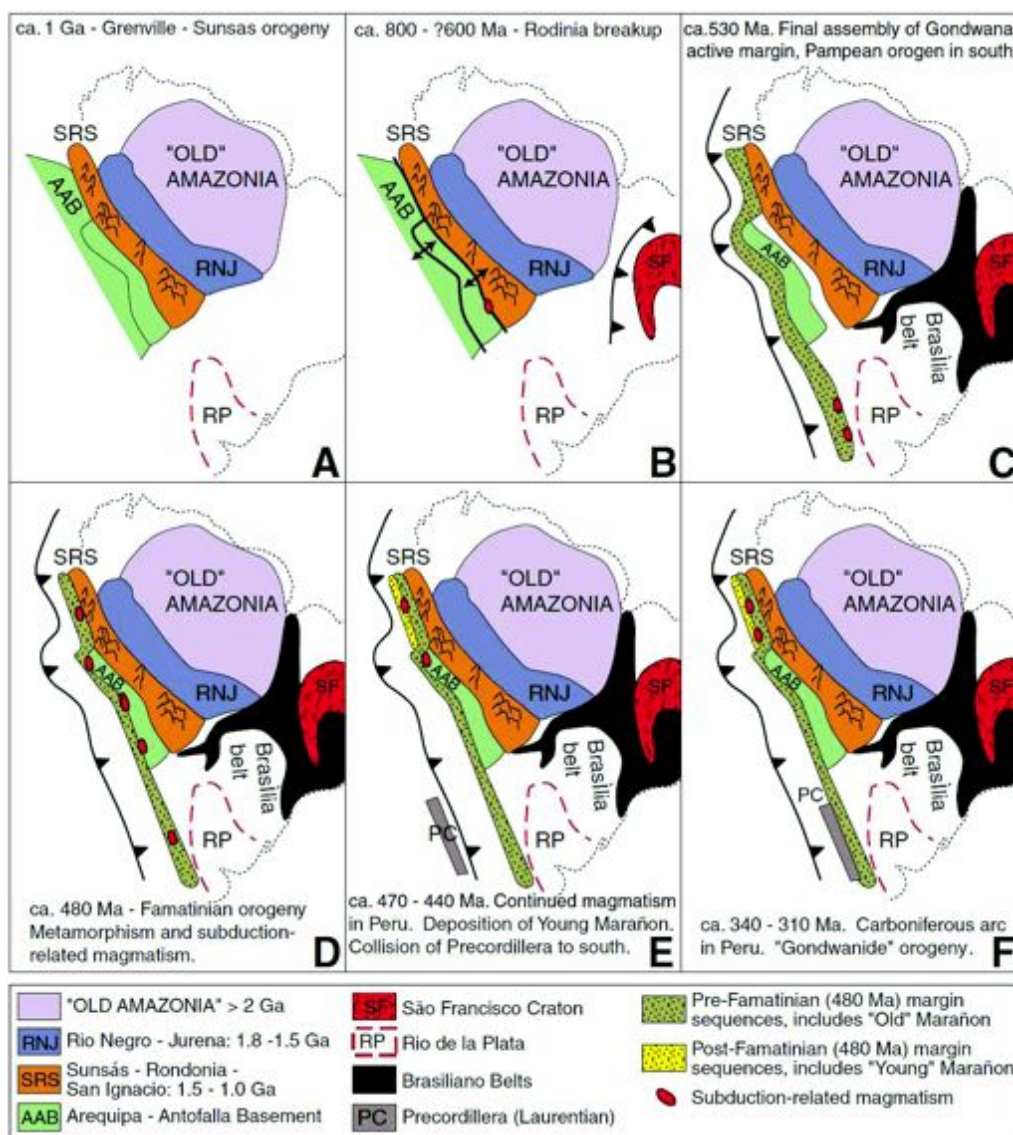 ca. 1 Ga - Grenville - Sunsas orogeny
SRS
"OLD"
AMAZONIA
AAB
RNJ
RP
A
ca. 800 - ?600 Ma - Rodinia breakup
SRS
"OLD"
AMAZONIA
AAB
RNJ
SF
RP
B
ca.530 Ma. Final assembly of Gondwana
active margin, Pampean orogen in south
SRS
"OLD"
AMAZONIA
AAB
RNJ
SF
Brasìlia
belt
RP
C
SRS
"OLD"
AMAZONIA
AAB
RNJ
SF
Brasìlia
belt
RP
ca. 480 Ma - Famatinian orogeny
Metamorphism and subduction-
related magmatism.
D
SRS
"OLD"
AMAZONIA
AAB
RNJ
SF
Brasìlia
belt
PC
RP
ca. 470 - 440 Ma. Continued magmatism
in Peru. Deposition of Young Marañon.
Collision of Precordillera to south.
E
SRS
"OLD"
AMAZONIA
AAB
RNJ
SF
Brasìlia
belt
PC
RP
ca. 340 - 310 Ma. Carboniferous arc
in Peru. "Gondwanide" orogeny.
F
"OLD AMAZONIA" > 2 Ga
RNJ Rio Negro - Jurena: 1.8 -1.5 Ga
SRS Sunsás - Rondonia -
San Ignacio: 1.5 - 1.0 Ga
AAB Arequipa - Antofalla Basement
SF São Francisco Craton
RP Rio de la Plata
Brasiliano Belts
PC Precordillera (Laurentian)
Pre-Famatinian (480 Ma) margin
sequences, includes "Old" Marañon
Post-Famatinian (480 Ma) margin
sequences, includes "Young" Marañon
Subduction-related magmatism